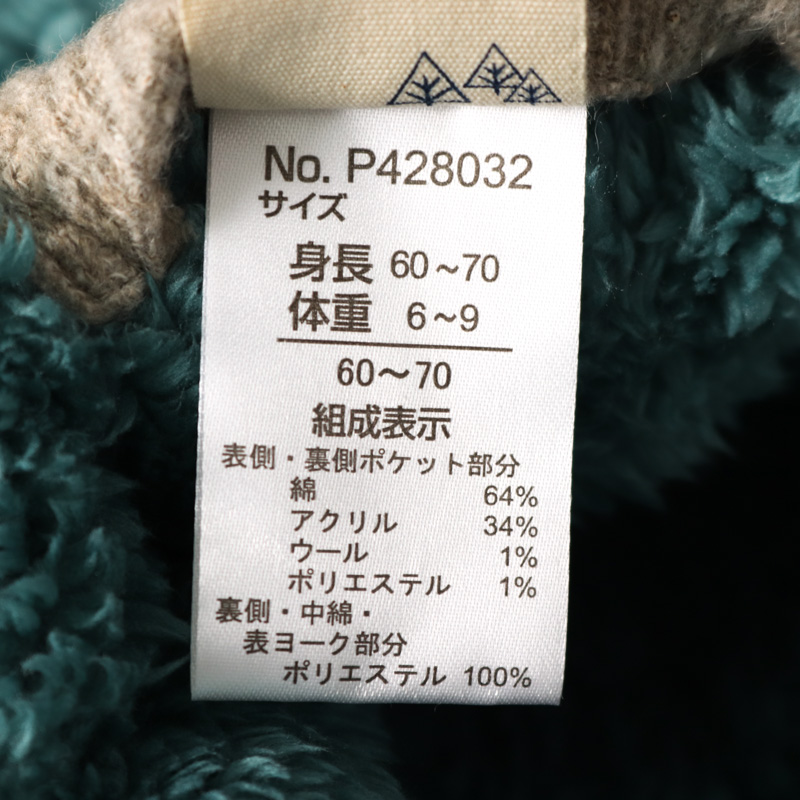 No. P428032
サイズ
身長 60~70
体重 6~9
60〜70
組成表示
表側・裏側ポケット部分
綿 64%
アクリル 34%
ウール 1%
ポリエステル 1%
裏側・中綿・
表ヨーク部分
ポリエステル 100%